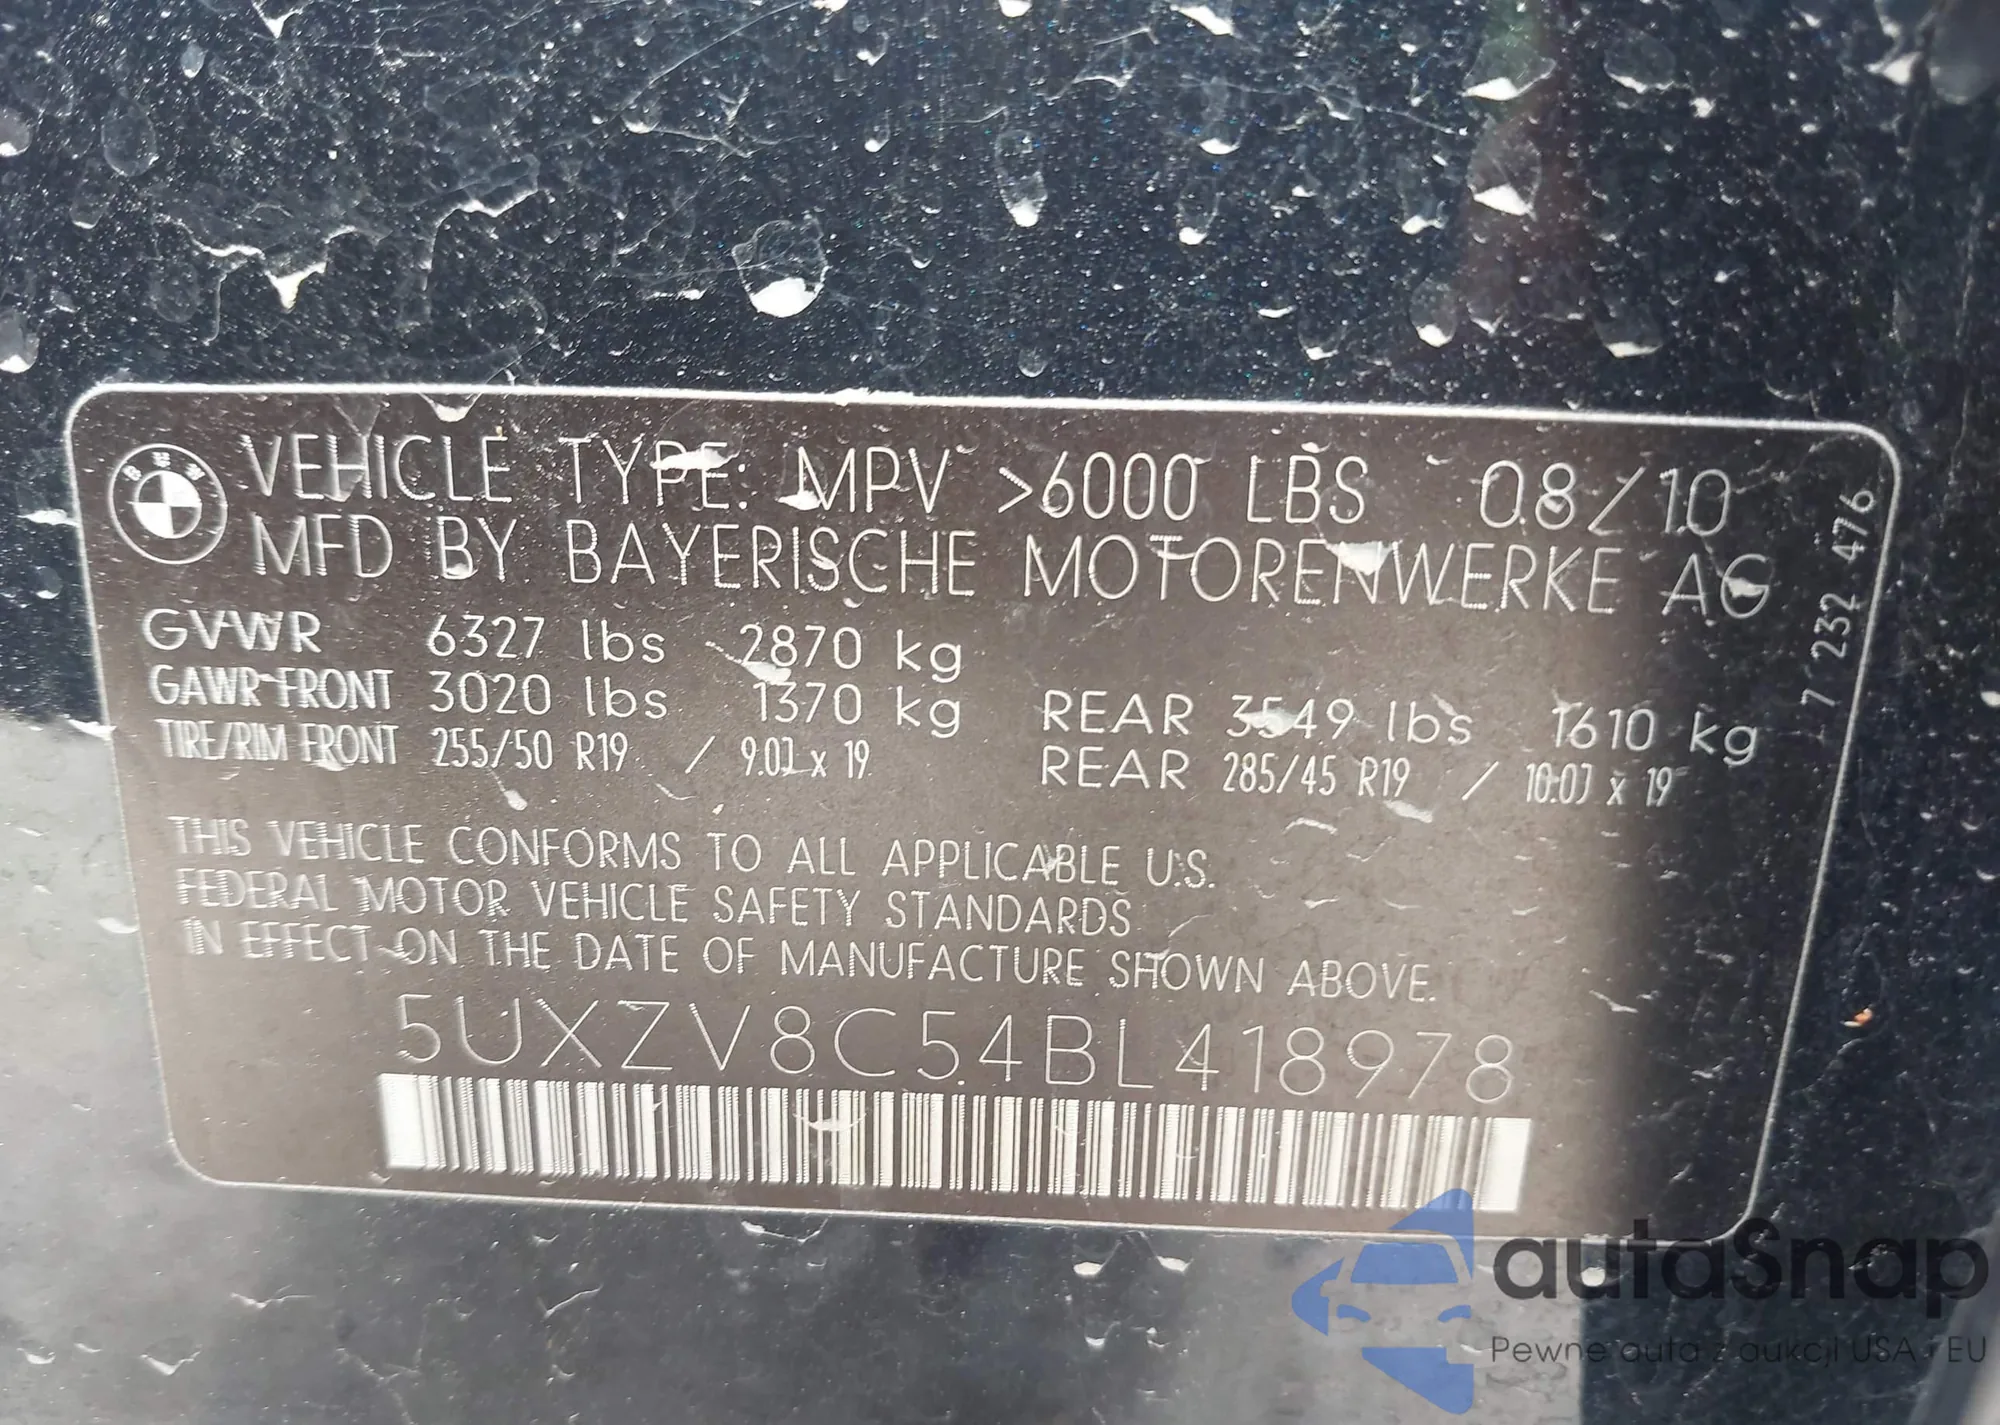 BMW
VEHICLE TYPE: MPV >6000 LBS 08/10
MFD BY BAYERISCHE MOTORENWERKE AG
GVWR 6327 lbs 2870 kg
GAWR FRONT 3020 lbs 1370 kg REAR 3549 lbs 1610 kg
TIRE/RIM FRONT 255/50 R19 / 9.0J x 19 REAR 285/45 R19 / 10.0J x 19
7 232 476
THIS VEHICLE CONFORMS TO ALL APPLICABLE U.S.
FEDERAL MOTOR VEHICLE SAFETY STANDARDS
IN EFFECT ON THE DATE OF MANUFACTURE SHOWN ABOVE.
5UXZV8C54BL418978
autaSnap
Pewne auta z aukcji USA i EU